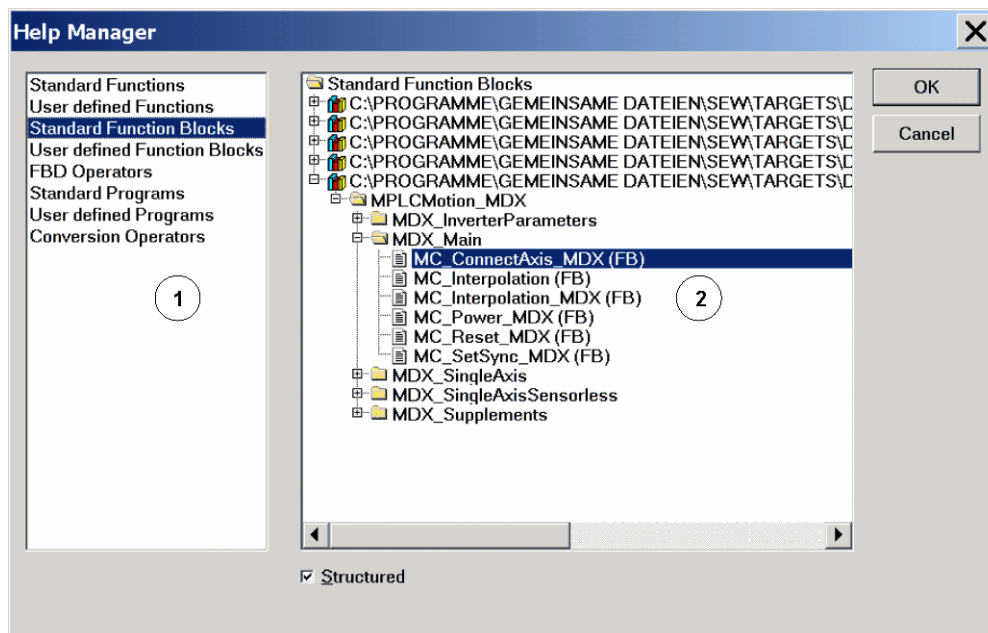 Help Manager
Standard Functions
User defined Functions
Standard Function Blocks
User defined Function Blocks
FBD Operators
Standard Programs
User defined Programs
Conversion Operators
1
Standard Function Blocks
C:\PROGRAMME\GEMEINSAME DATEIEN\SEW\TARGETS\D
C:\PROGRAMME\GEMEINSAME DATEIEN\SEW\TARGETS\D
C:\PROGRAMME\GEMEINSAME DATEIEN\SEW\TARGETS\D
C:\PROGRAMME\GEMEINSAME DATEIEN\SEW\TARGETS\D
C:\PROGRAMME\GEMEINSAME DATEIEN\SEW\TARGETS\D
MPLCMotion_MDX
MDX_InverterParameters
MDX_Main
MC_ConnectAxis_MDX (FB)
MC_Interpolation (FB)
MC_Interpolation_MDX (FB)
MC_Power_MDX (FB)
MC_Reset_MDX (FB)
MC_SetSync_MDX (FB)
MDX_SingleAxis
MDX_SingleAxisSensorless
MDX_Supplements
2
Structured
OK
Cancel